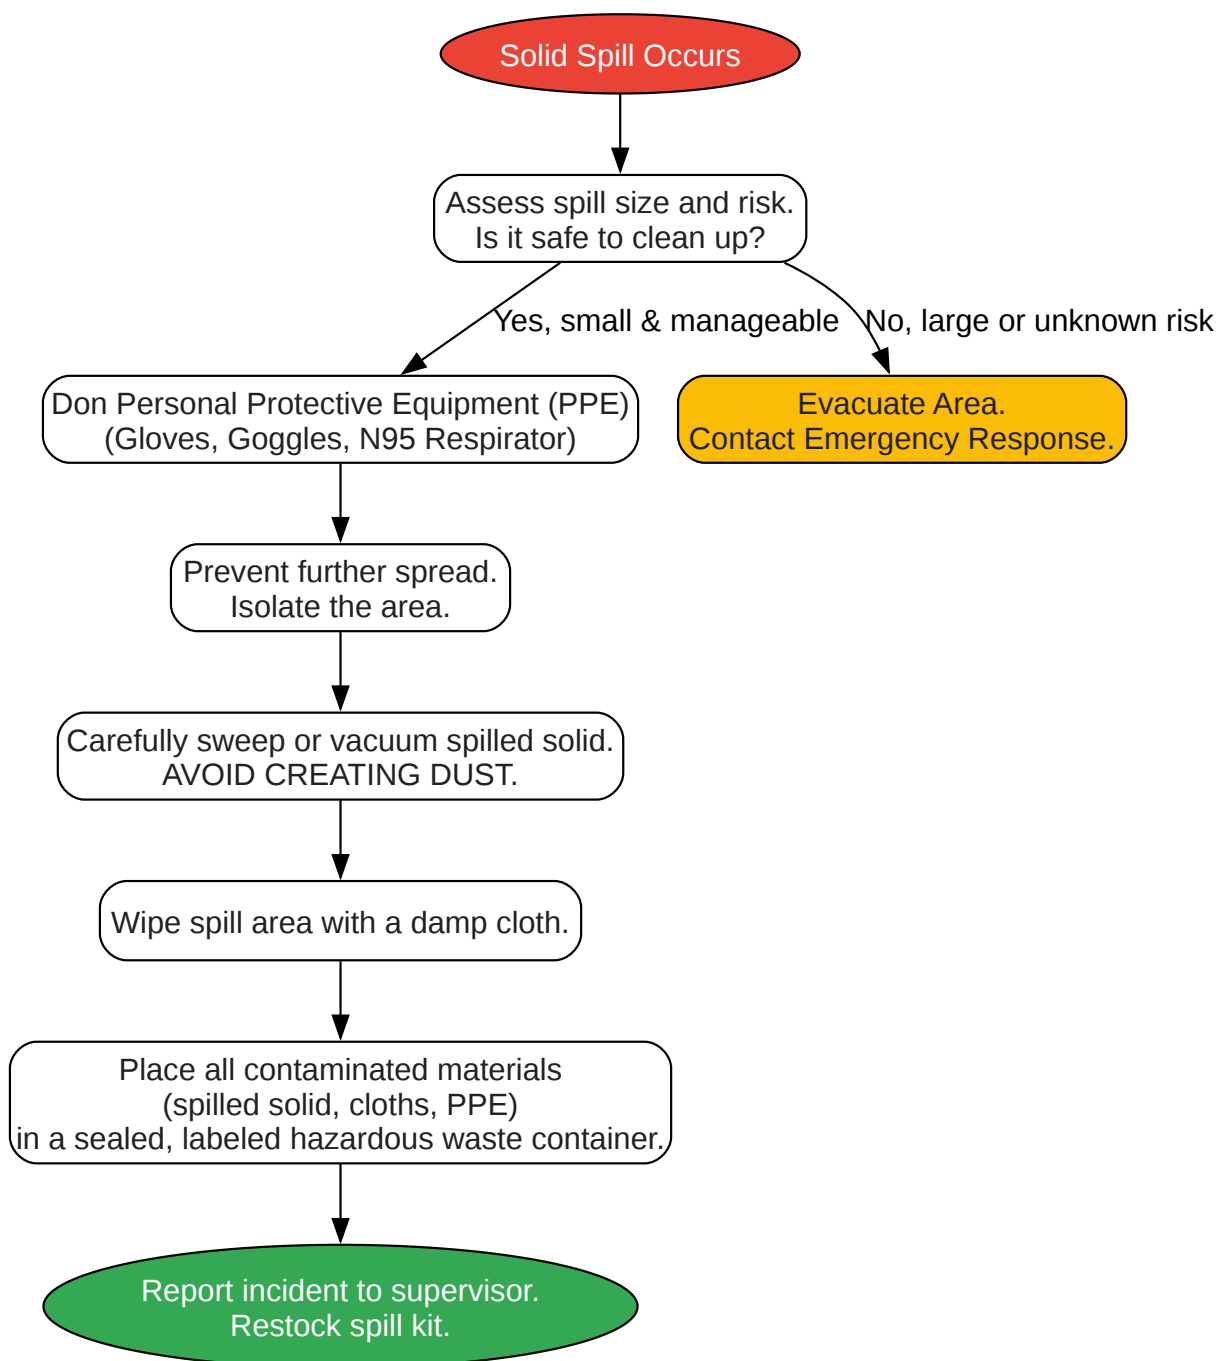 Solid Spill Occurs
Assess spill size and risk.
Is it safe to clean up?
Yes, small & manageable
No, large or unknown risk
Don Personal Protective Equipment (PPE)
(Gloves, Goggles, N95 Respirator)
Evacuate Area.
Contact Emergency Response.
Prevent further spread.
Isolate the area.
Carefully sweep or vacuum spilled solid.
AVOID CREATING DUST.
Wipe spill area with a damp cloth.
Place all contaminated materials
(spilled solid, cloths, PPE)
in a sealed, labeled hazardous waste container.
Report incident to supervisor.
Restock spill kit.